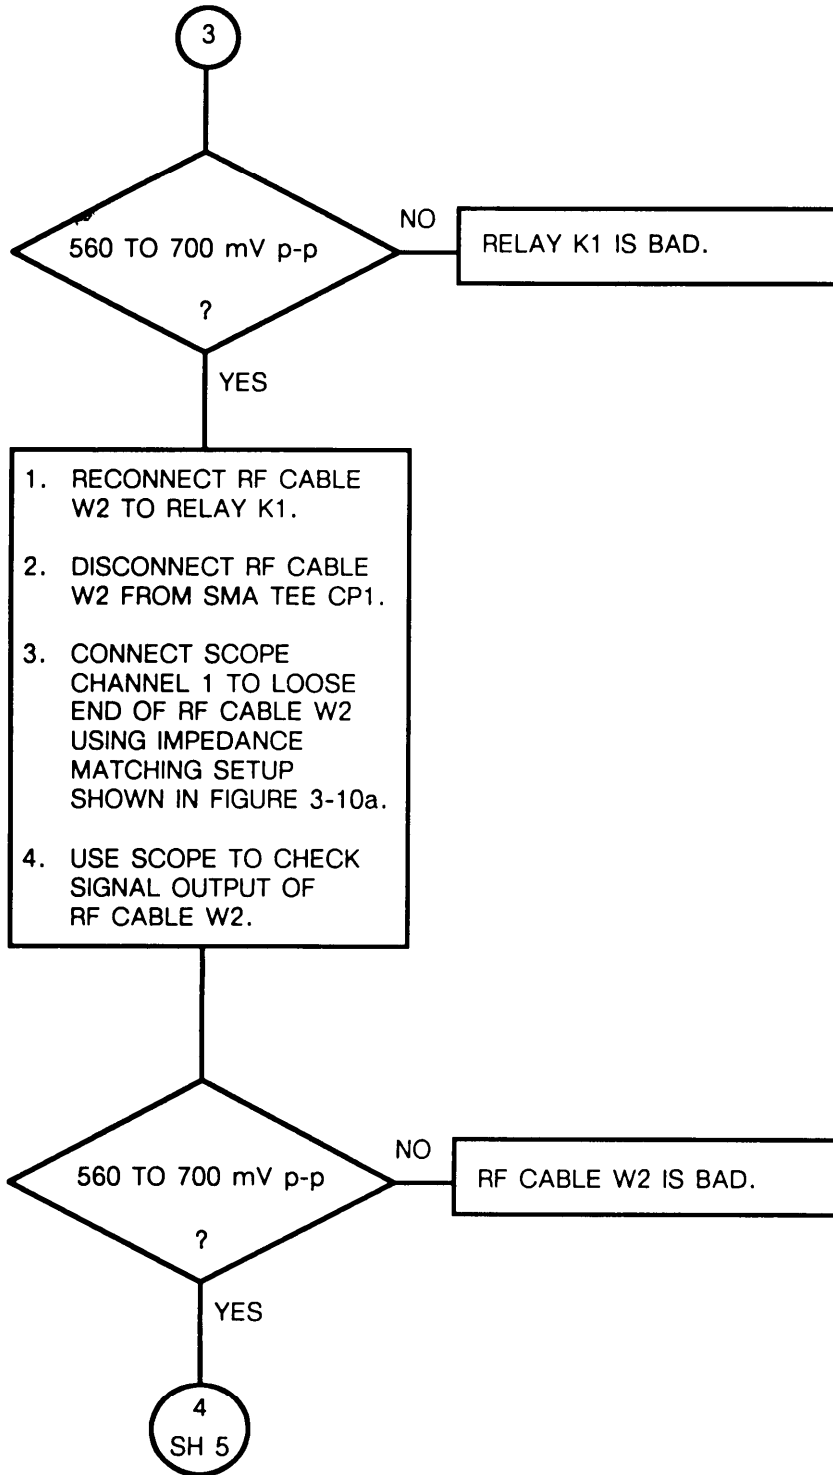 3
560 TO 700 mV p-p
?
NO
RELAY K1 IS BAD.
YES
1. RECONNECT RF CABLE
W2 TO RELAY K1.
2. DISCONNECT RF CABLE
W2 FROM SMA TEE CP1.
3. CONNECT SCOPE
CHANNEL 1 TO LOOSE
END OF RF CABLE W2
USING IMPEDANCE
MATCHING SETUP
SHOWN IN FIGURE 3-10a.
4. USE SCOPE TO CHECK
SIGNAL OUTPUT OF
RF CABLE W2.
560 TO 700 mV p-p
?
NO
RF CABLE W2 IS BAD.
YES
4
SH 5